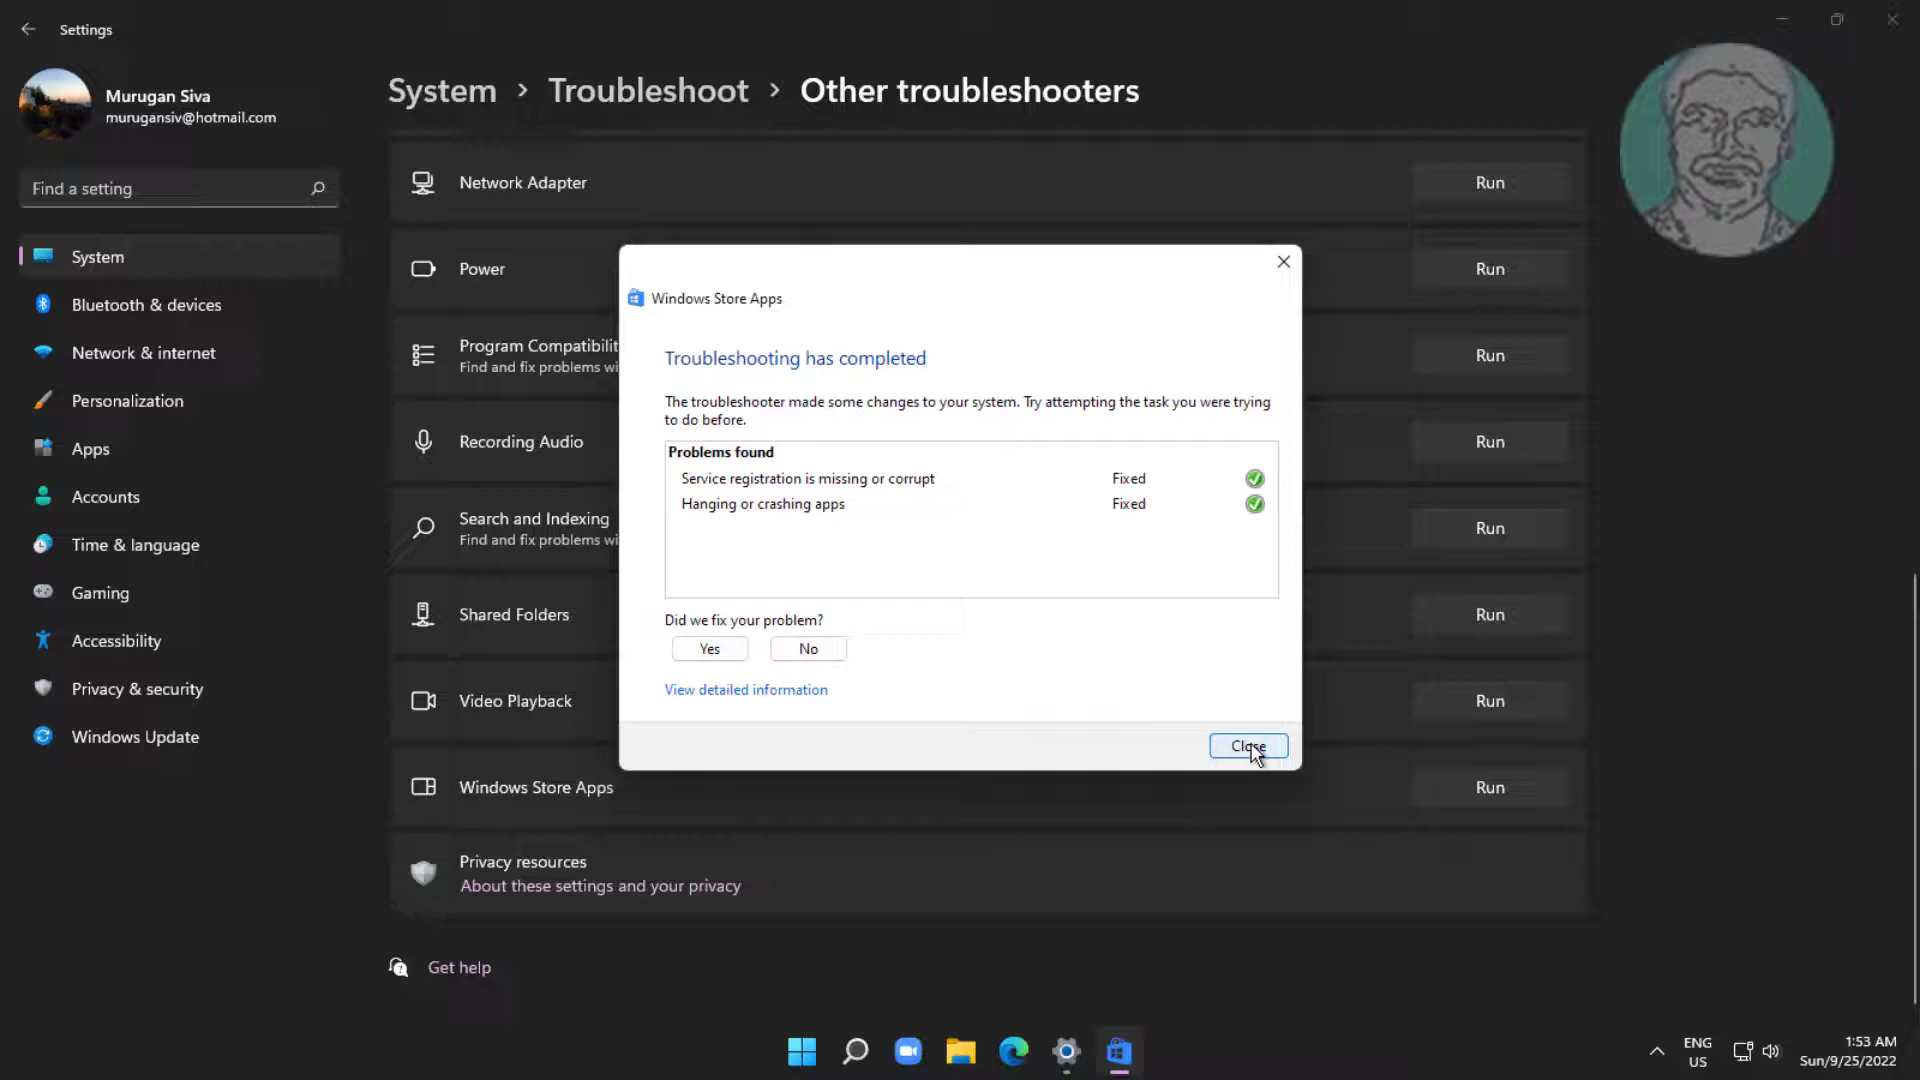 Settings
Murugan Siva
murugansiv@hotmail.com
Find a setting
System
Bluetooth & devices
Network & internet
Personalization
Apps
Accounts
Time & language
Gaming
Accessibility
Privacy & security
Windows Update
System > Troubleshoot > Other troubleshooters
Network Adapter Run
Power Run
Program Compatibilit Run
Find and fix problems wi
Recording Audio Run
Search and Indexing Run
Find and fix problems wi
Shared Folders Run
Video Playback Run
Windows Store Apps Run
Privacy resources
About these settings and your privacy
Get help
Windows Store Apps
Troubleshooting has completed
The troubleshooter made some changes to your system. Try attempting the task you were trying
to do before.
Problems found
Service registration is missing or corrupt Fixed
Hanging or crashing apps Fixed
Did we fix your problem?
Yes No
View detailed information
Close
ENG
US
1:53 AM
Sun/9/25/2022